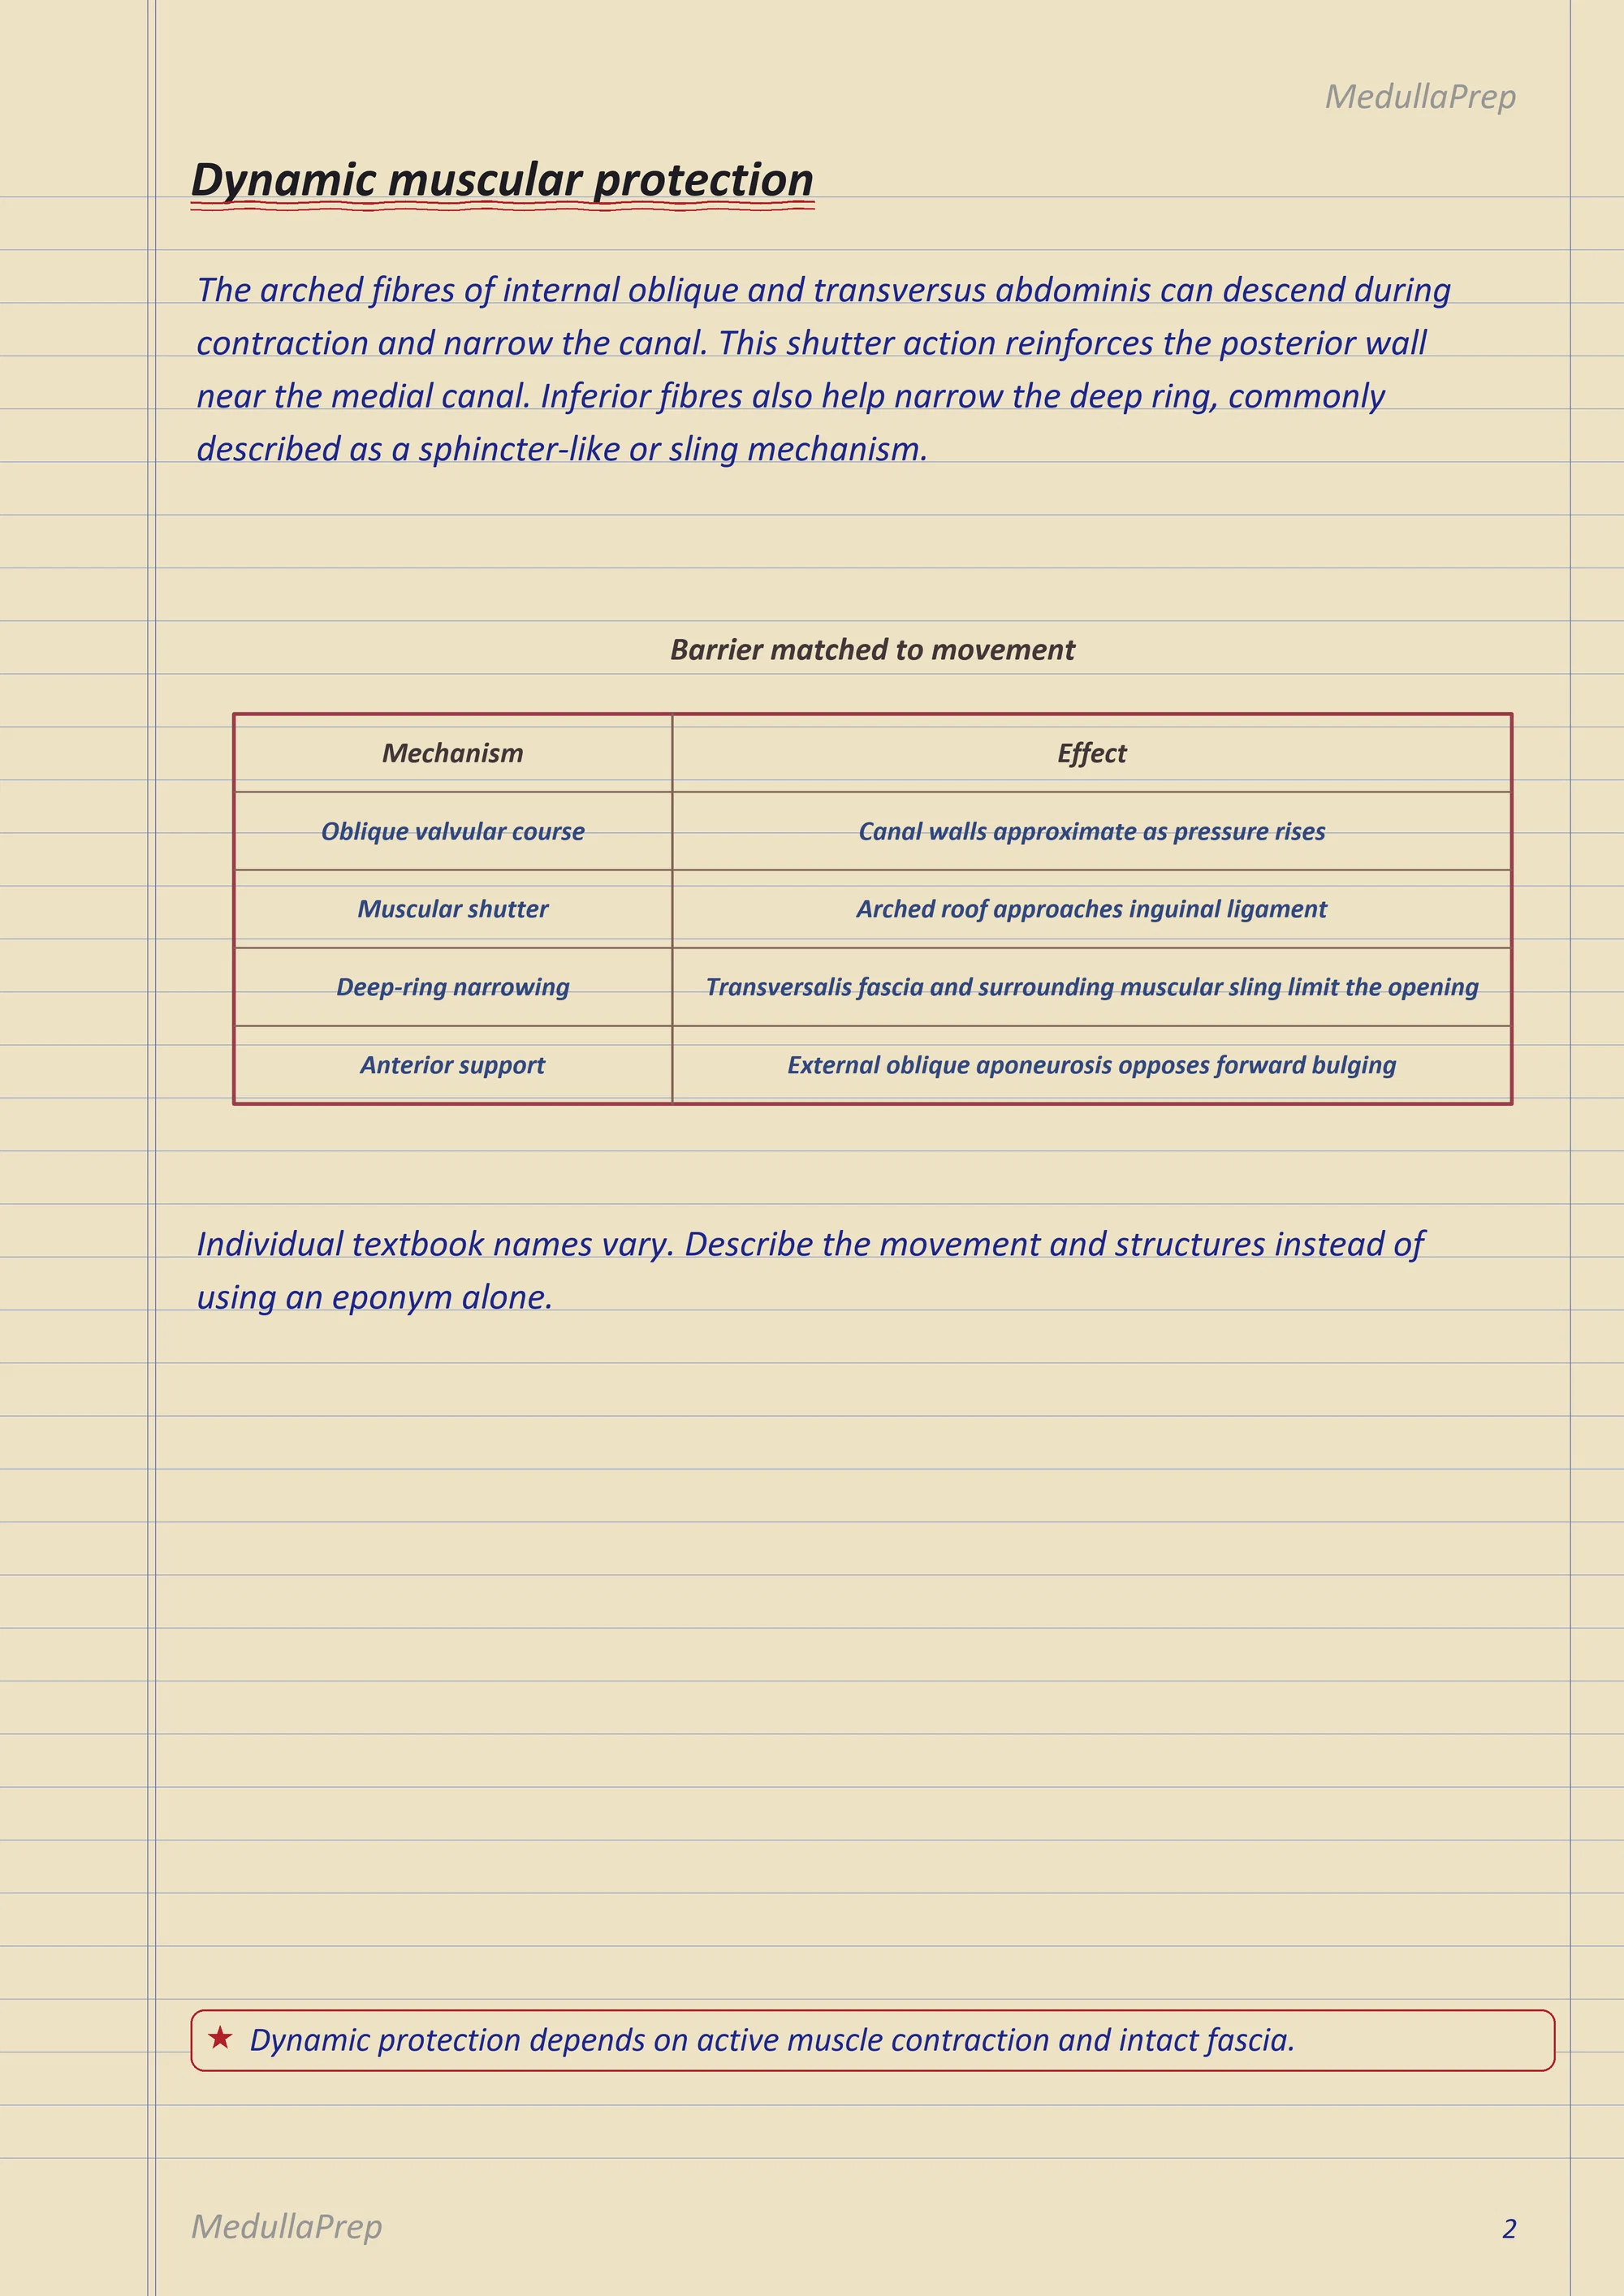 MedullaPrep
Dynamic muscular protection
The arched fibres of internal oblique and transversus abdominis can descend during
contraction and narrow the canal. This shutter action reinforces the posterior wall
near the medial canal. Inferior fibres also help narrow the deep ring, commonly
described as a sphincter-like or sling mechanism.
Barrier matched to movement
Mechanism Effect
Oblique valvular course Canal walls approximate as pressure rises
Muscular shutter Arched roof approaches inguinal ligament
Deep-ring narrowing Transversalis fascia and surrounding muscular sling limit the opening
Anterior support External oblique aponeurosis opposes forward bulging
Individual textbook names vary. Describe the movement and structures instead of
using an eponym alone.
★ Dynamic protection depends on active muscle contraction and intact fascia.
MedullaPrep 2